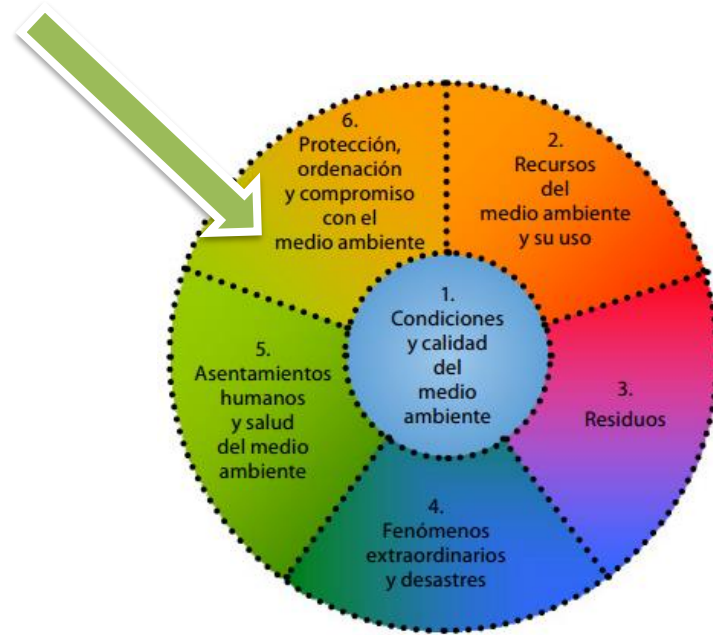 1.
Condiciones
y calidad
del
medio
ambiente
2.
Recursos
del
medio ambiente
y su uso
3.
Residuos
4.
Fenómenos
extraordinarios
y desastres
5.
Asentamientos
humanos
y salud
del medio
ambiente
6.
Protección,
ordenación
y compromiso
con el
medio ambiente